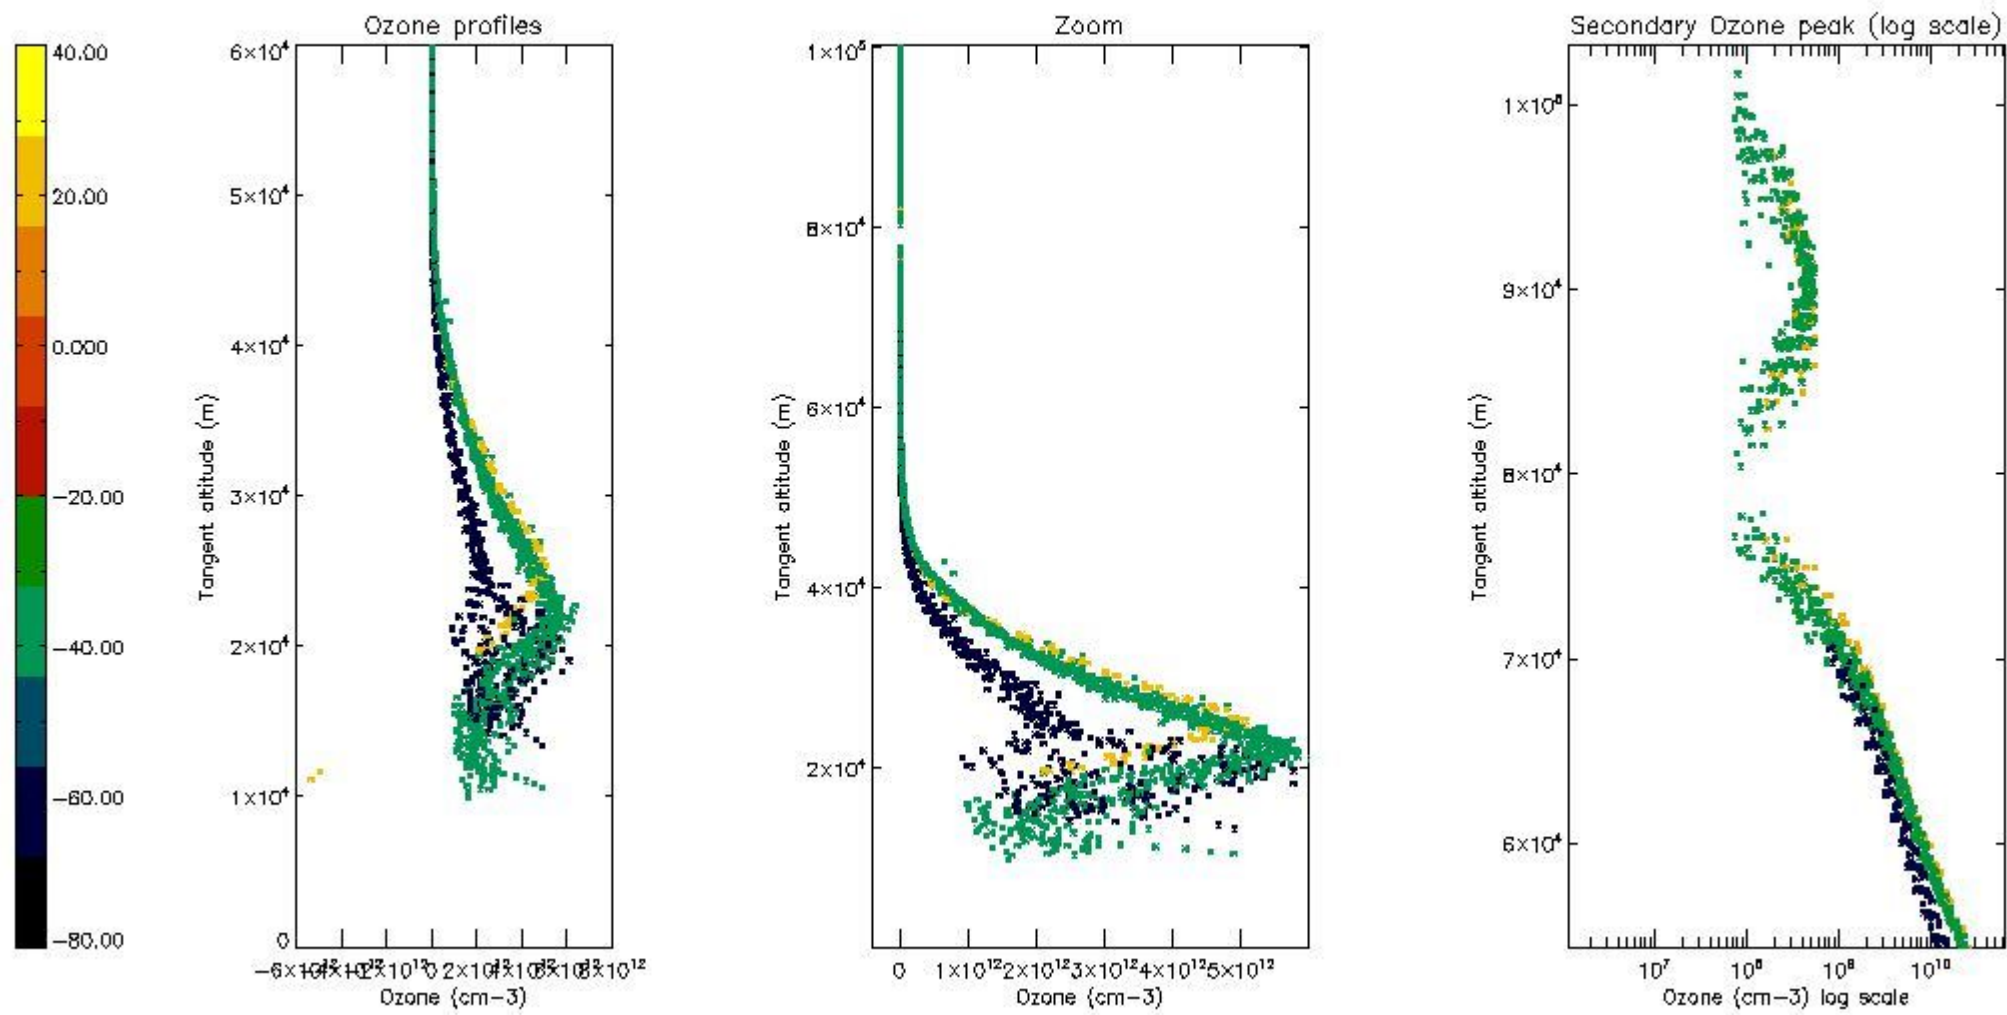 Ozone profiles
Zoom
Secondary Ozone peak (log scale)
40.00
20.00
0.000
−20.00
−40.00
−60.00
−80.00
6×10⁴
5×10⁴
4×10⁴
3×10⁴
2×10⁴
1×10⁴
0
Tangent altitude (m)
0
8×10¹²
Ozone (cm−3)
1×10⁵
8×10⁴
6×10⁴
4×10⁴
2×10⁴
Tangent altitude (m)
0 1×10¹² 2×10¹² 3×10¹² 4×10¹² 5×10¹²
Ozone (cm−3)
9×10⁴
8×10⁴
7×10⁴
6×10⁴
Tangent altitude (m)
10⁷ 10⁸ 10⁹ 10¹⁰
Ozone (cm−3) log scale